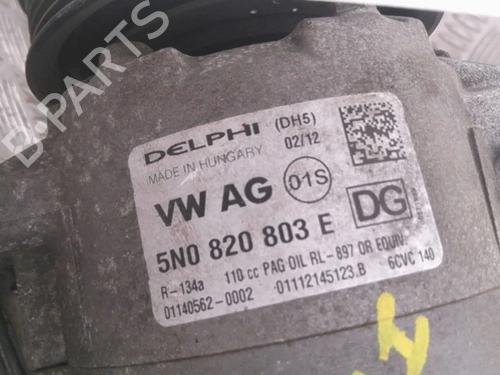 DELPHI (DH5)
MADE IN HUNGARY 02/12
VW AG 01S
5N0 820 803 E DG
R-134a 110 cc PAG OIL RL-897 OR EQUIV.
01140562-0002 01112145123.B 6CVC 140
B-PARTS